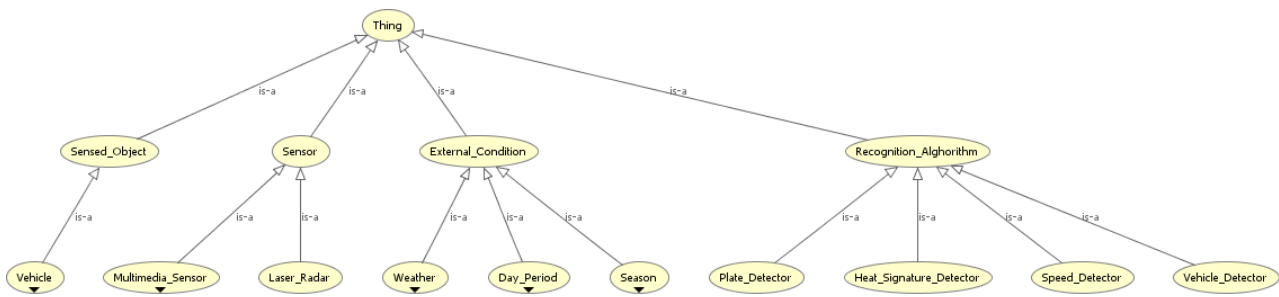 Thing
is-a
is-a
is-a
is-a
Sensed_Object
Sensor
External_Condition
Recognition_Alghorithm
is-a
is-a
is-a
is-a
is-a
is-a
is-a
is-a
is-a
is-a
Vehicle
Multimedia_Sensor
Laser_Radar
Weather
Day_Period
Season
Plate_Detector
Heat_Signature_Detector
Speed_Detector
Vehicle_Detector